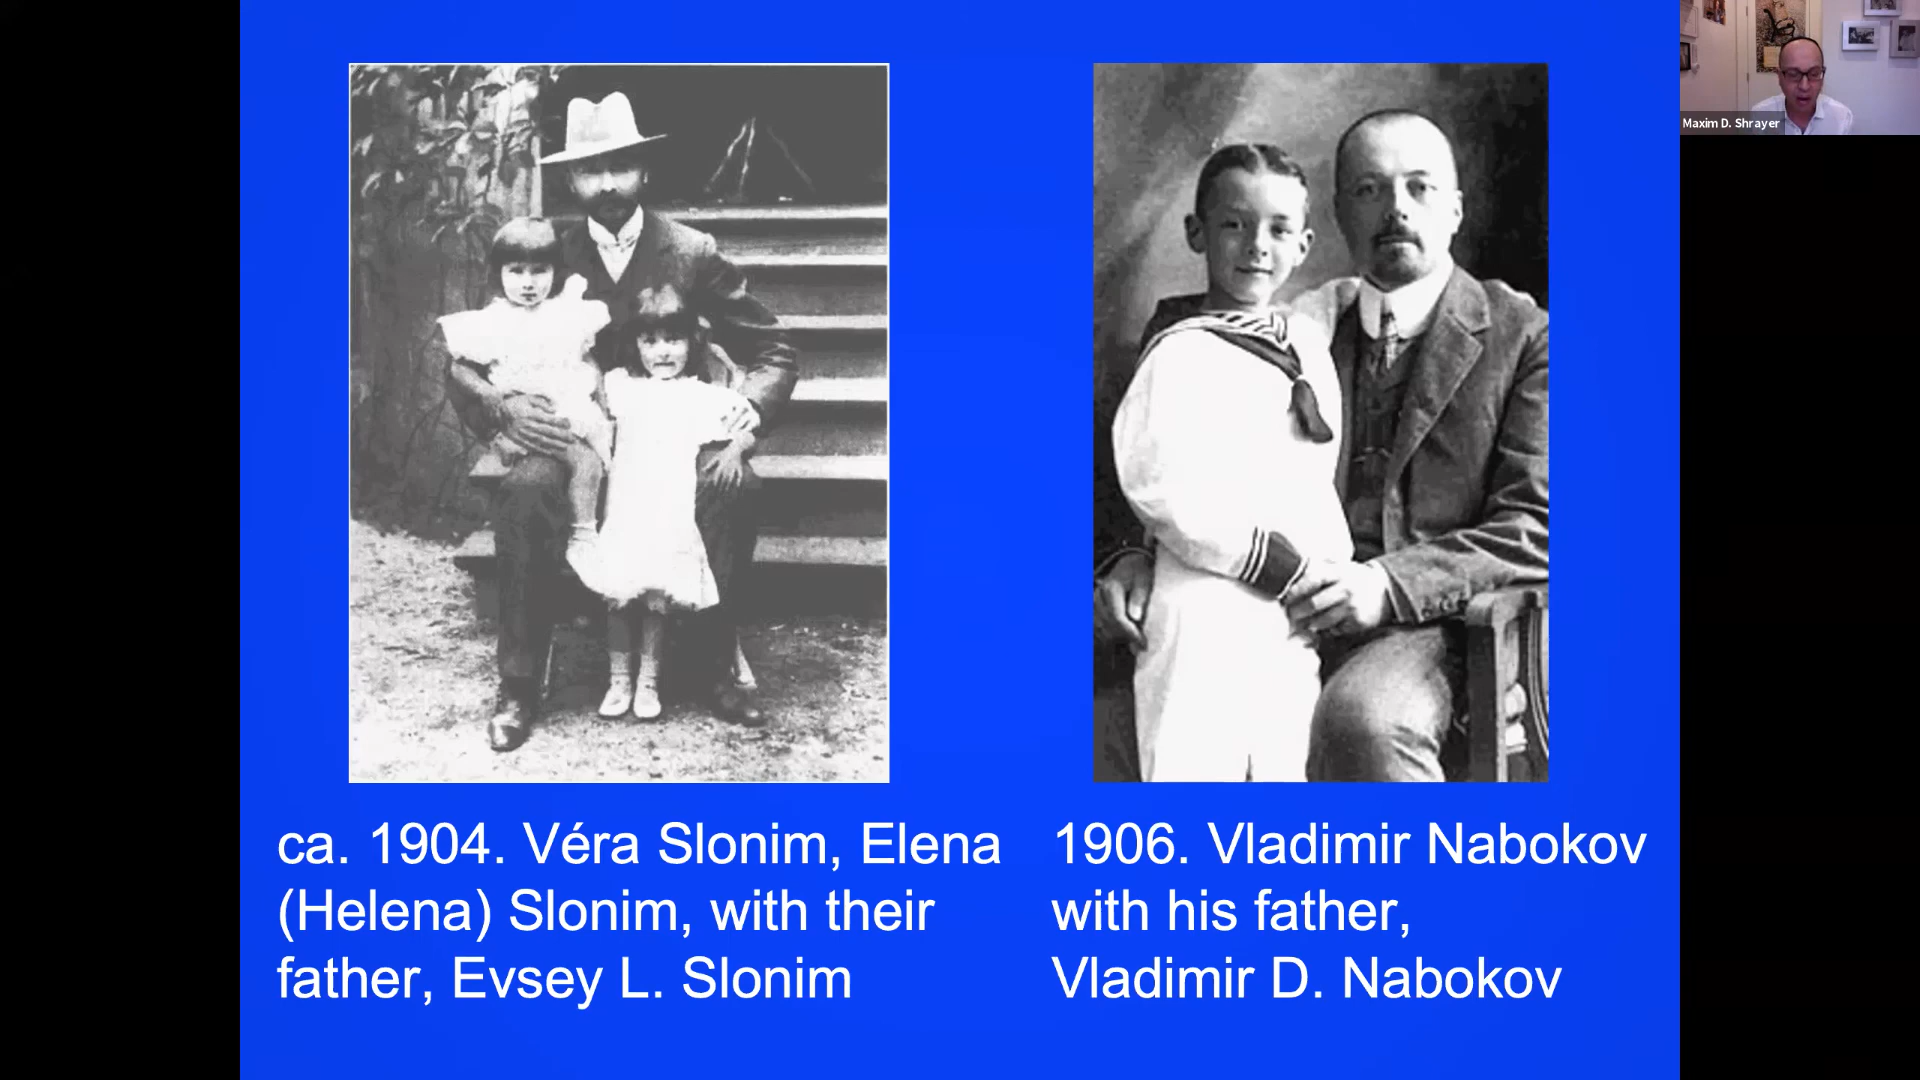 Maxim D. Shrayer
ca. 1904. Véra Slonim, Elena
(Helena) Slonim, with their
father, Evsey L. Slonim
1906. Vladimir Nabokov
with his father,
Vladimir D. Nabokov